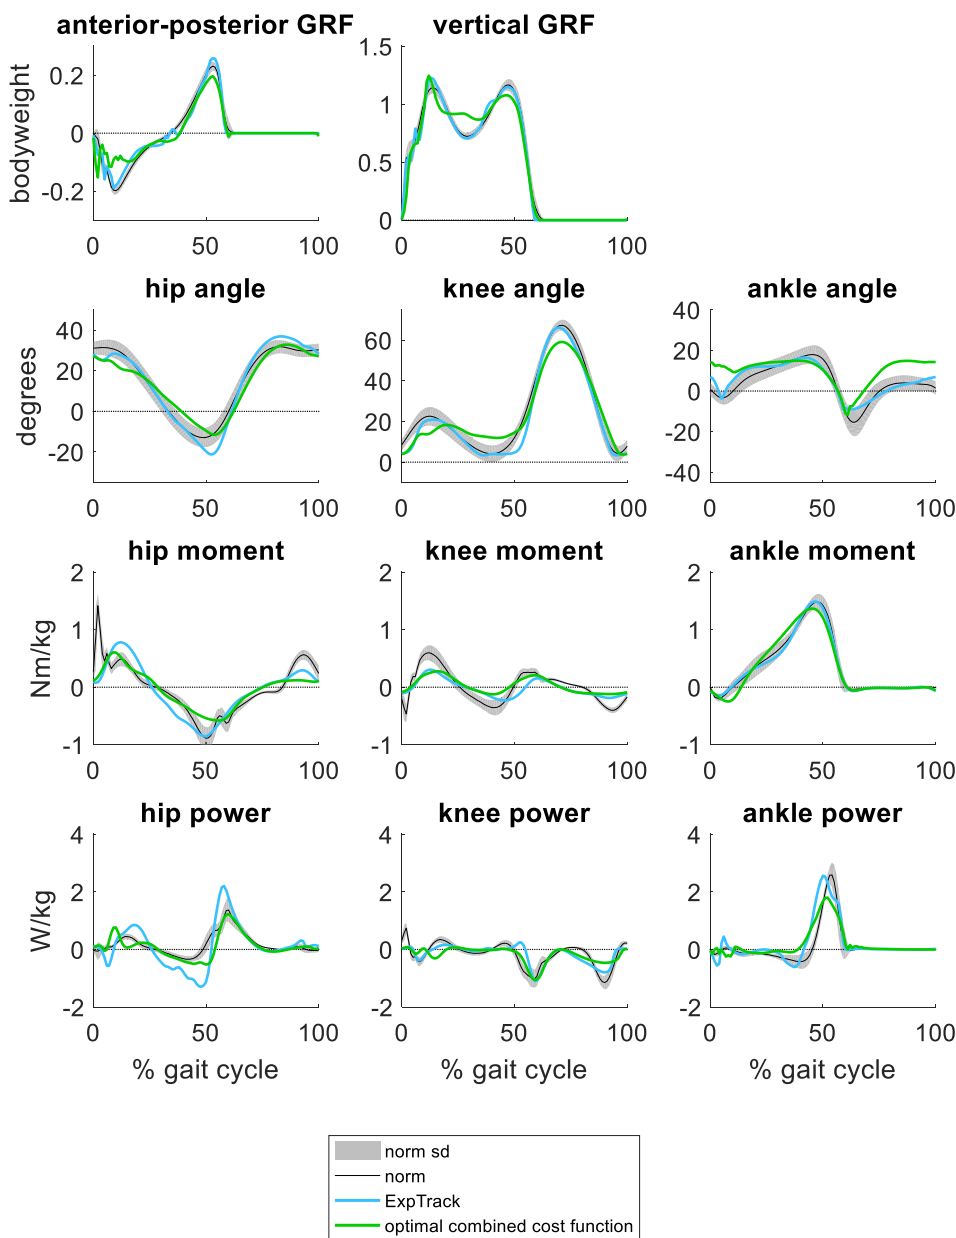 anterior-posterior GRF
vertical GRF
bodyweight
0.2
0
-0.2
0 50 100
1.5
1
0.5
0
0 50 100
hip angle
knee angle
ankle angle
degrees
40
20
0
-20
0 50 100
60
40
20
0
0 50 100
40
20
0
-20
-40
0 50 100
hip moment
knee moment
ankle moment
Nm/kg
2
1
0
-1
0 50 100
2
1
0
-1
0 50 100
2
1
0
-1
0 50 100
hip power
knee power
ankle power
W/kg
4
2
0
-2
0 50 100
4
2
0
-2
0 50 100
4
2
0
-2
0 50 100
% gait cycle
% gait cycle
% gait cycle
norm sd
norm
ExpTrack
optimal combined cost function